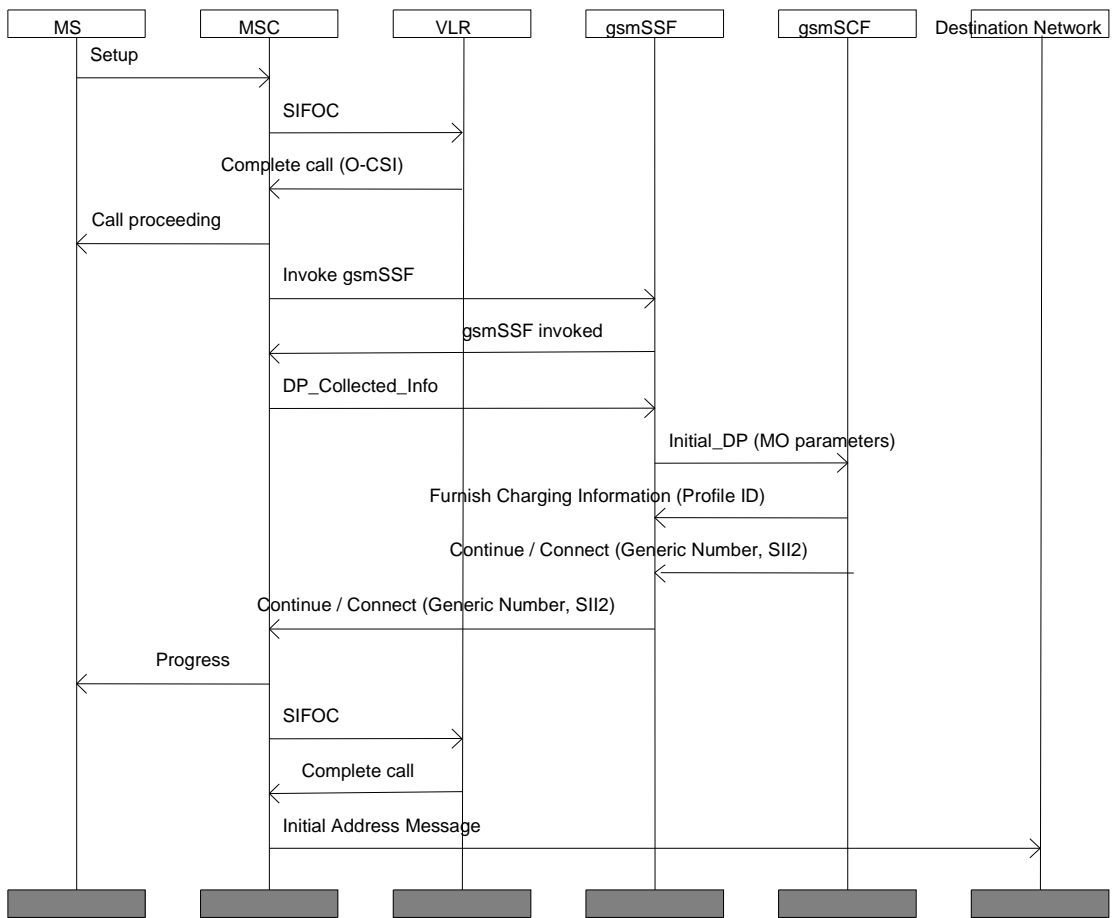 MS MSC VLR gsmSSF gsmSCF Destination Network
Setup
SIFOC
Complete call (O-CSI)
Call proceeding
Invoke gsmSSF
gsmSSF invoked
DP_Collected_Info
Initial_DP (MO parameters)
Furnish Charging Information (Profile ID)
Continue / Connect (Generic Number, SII2)
Continue / Connect (Generic Number, SII2)
Progress
SIFOC
Complete call
Initial Address Message